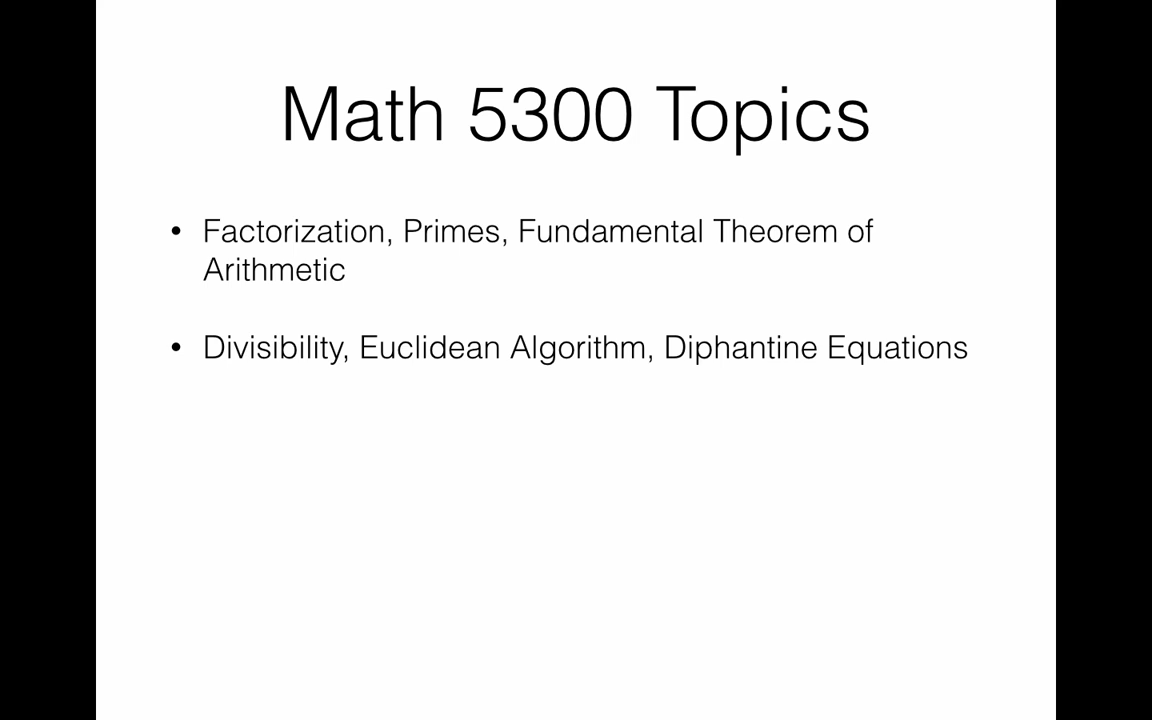 Math 5300 Topics
• Factorization, Primes, Fundamental Theorem of
Arithmetic
• Divisibility, Euclidean Algorithm, Diphantine Equations